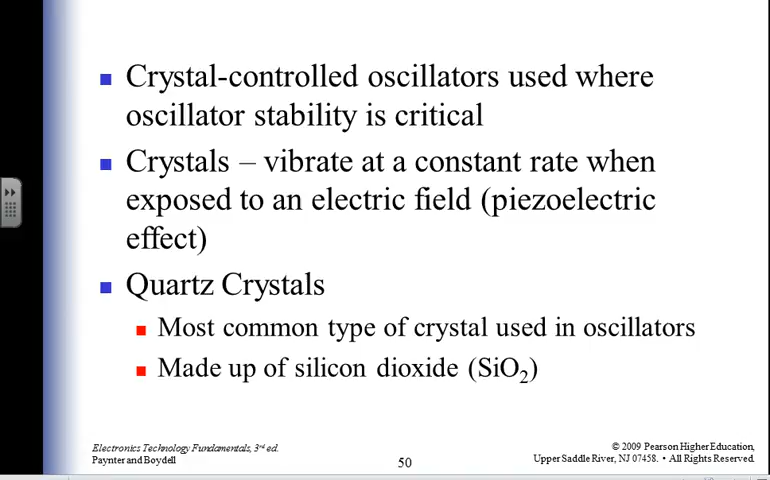 Crystal-controlled oscillators used where
oscillator stability is critical
Crystals – vibrate at a constant rate when
exposed to an electric field (piezoelectric
effect)
Quartz Crystals
Most common type of crystal used in oscillators
Made up of silicon dioxide (SiO₂)
Electronics Technology Fundamentals, 3rd ed.
Paynter and Boydell
50
© 2009 Pearson Higher Education,
Upper Saddle River, NJ 07458. • All Rights Reserved.